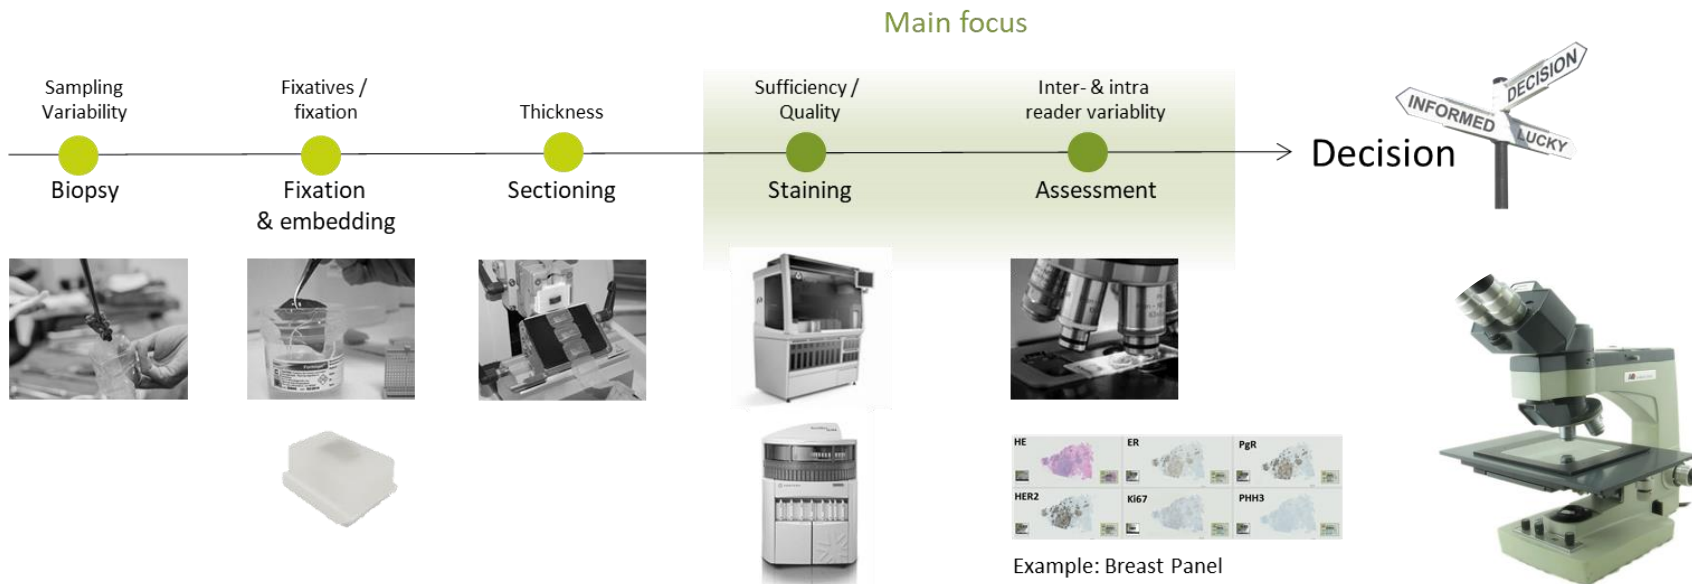 Main focus
Sampling
Variability
Fixatives /
fixation
Thickness
Sufficiency /
Quality
Inter- & intra
reader variablity
Biopsy
Fixation
& embedding
Sectioning
Staining
Assessment
Decision
DECISION
INFORMED
LUCKY
HE
ER
PgR
HER2
Ki67
PHH3
Example: Breast Panel